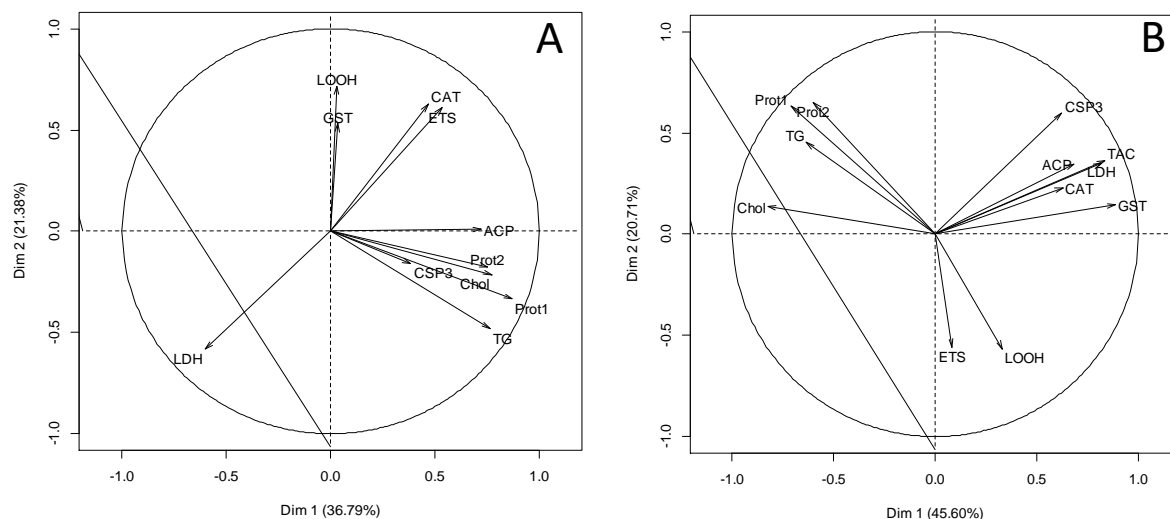 A
1.0
0.5
0.0
-0.5
-1.0
Dim 2 (21.38%)
LOOH
GST
CAT
ETS
ACP
Prot2
CSP3
Chol
Prot1
TG
LDH
-1.0 -0.5 0.0 0.5 1.0
Dim 1 (36.79%)
B
1.0
0.5
0.0
-0.5
-1.0
Dim 2 (20.71%)
Prot1
Prot2
TG
Chol
CSP3
TAC
ACP
LDH
CAT
GST
ETS
LOOH
-1.0 -0.5 0.0 0.5 1.0
Dim 1 (45.60%)